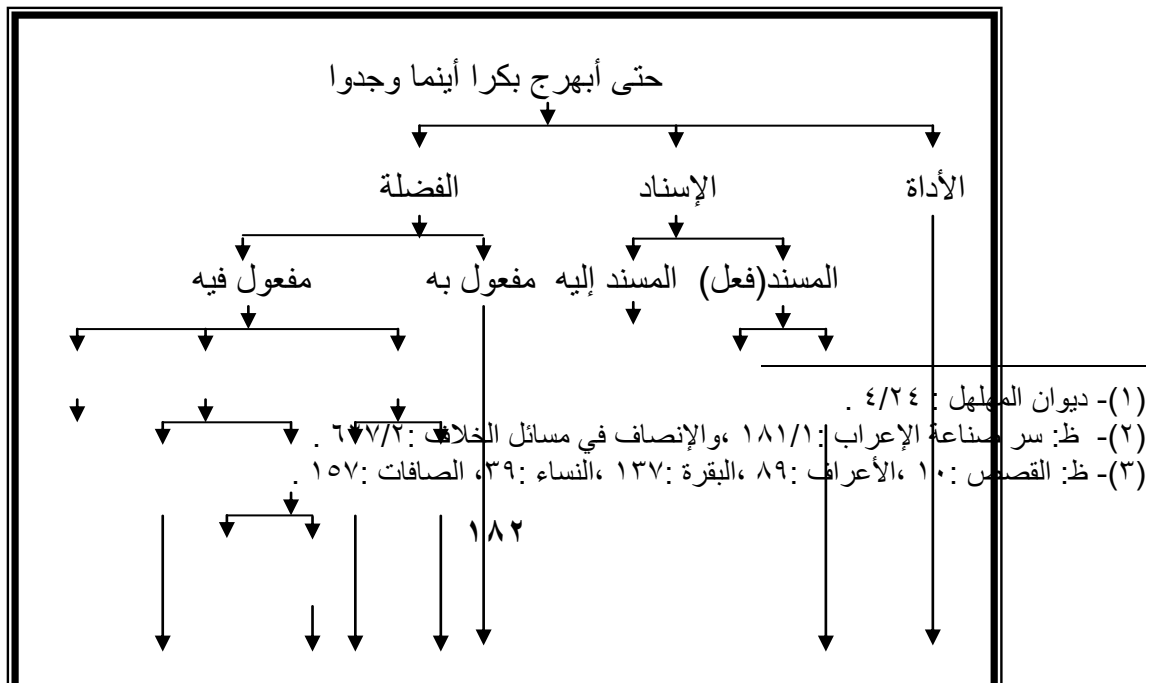 حتى أبهرج بكرا أينما وجدوا
الأداة الإسناد الفضلة
المسند(فعل) المسند إليه مفعول به مفعول فيه
(١)- ديوان المهلهل : ٤/٢٤ .
(٢)- ظ: سر صناعة الإعراب :١٨١/١ ،والإنصاف في مسائل الخلاف :٦٣٧/٢ .
(٣)- ظ: القصص :١٠ ،الأعراف :٨٩ ،البقرة :١٣٧ ،النساء :٣٩، الصافات :١٥٧ .
١٨٢